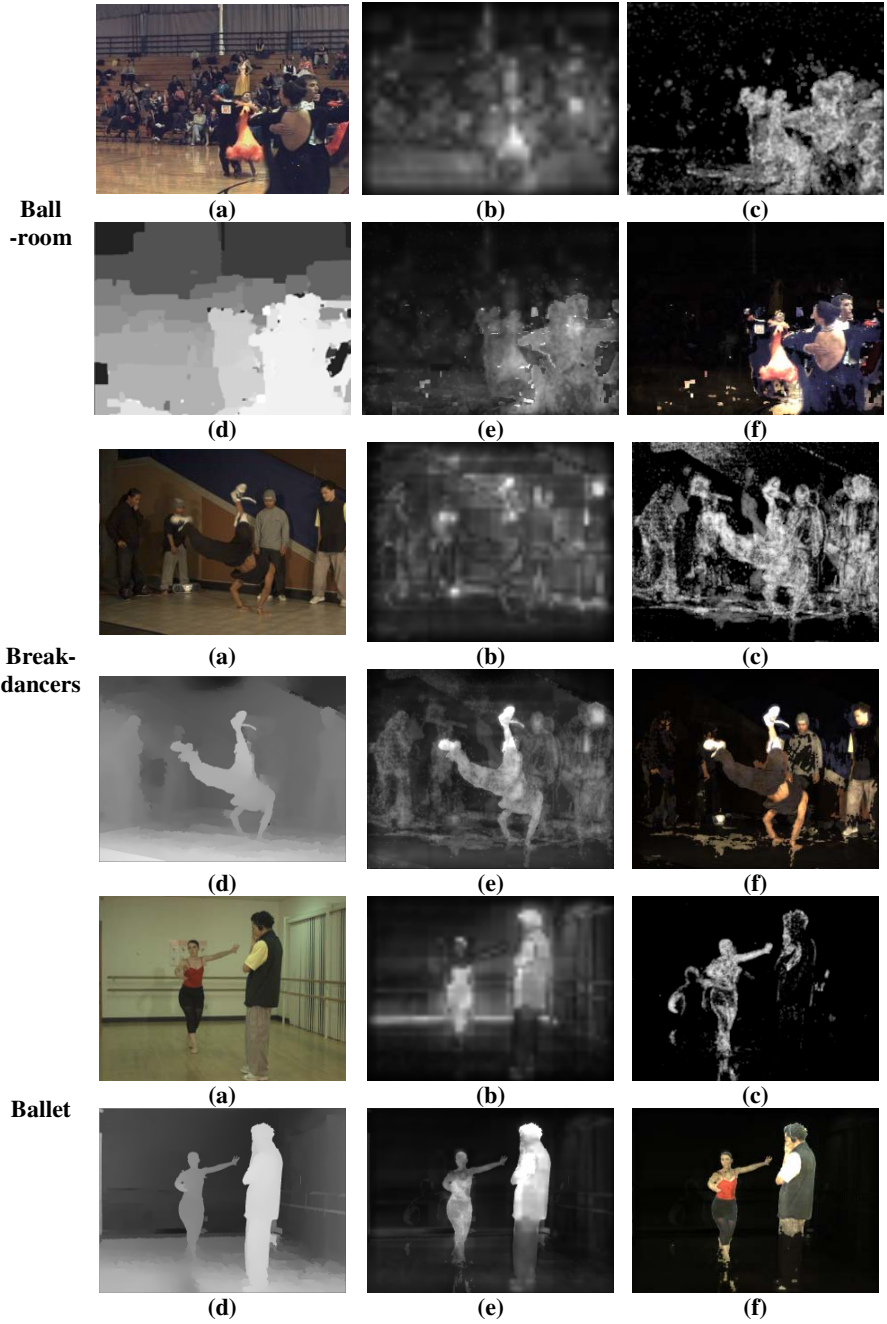 (a)
(b)
(c)
Ball
-room
(d)
(e)
(f)
(a)
(b)
(c)
Break-
dancers
(d)
(e)
(f)
(a)
(b)
(c)
Ballet
(d)
(e)
(f)